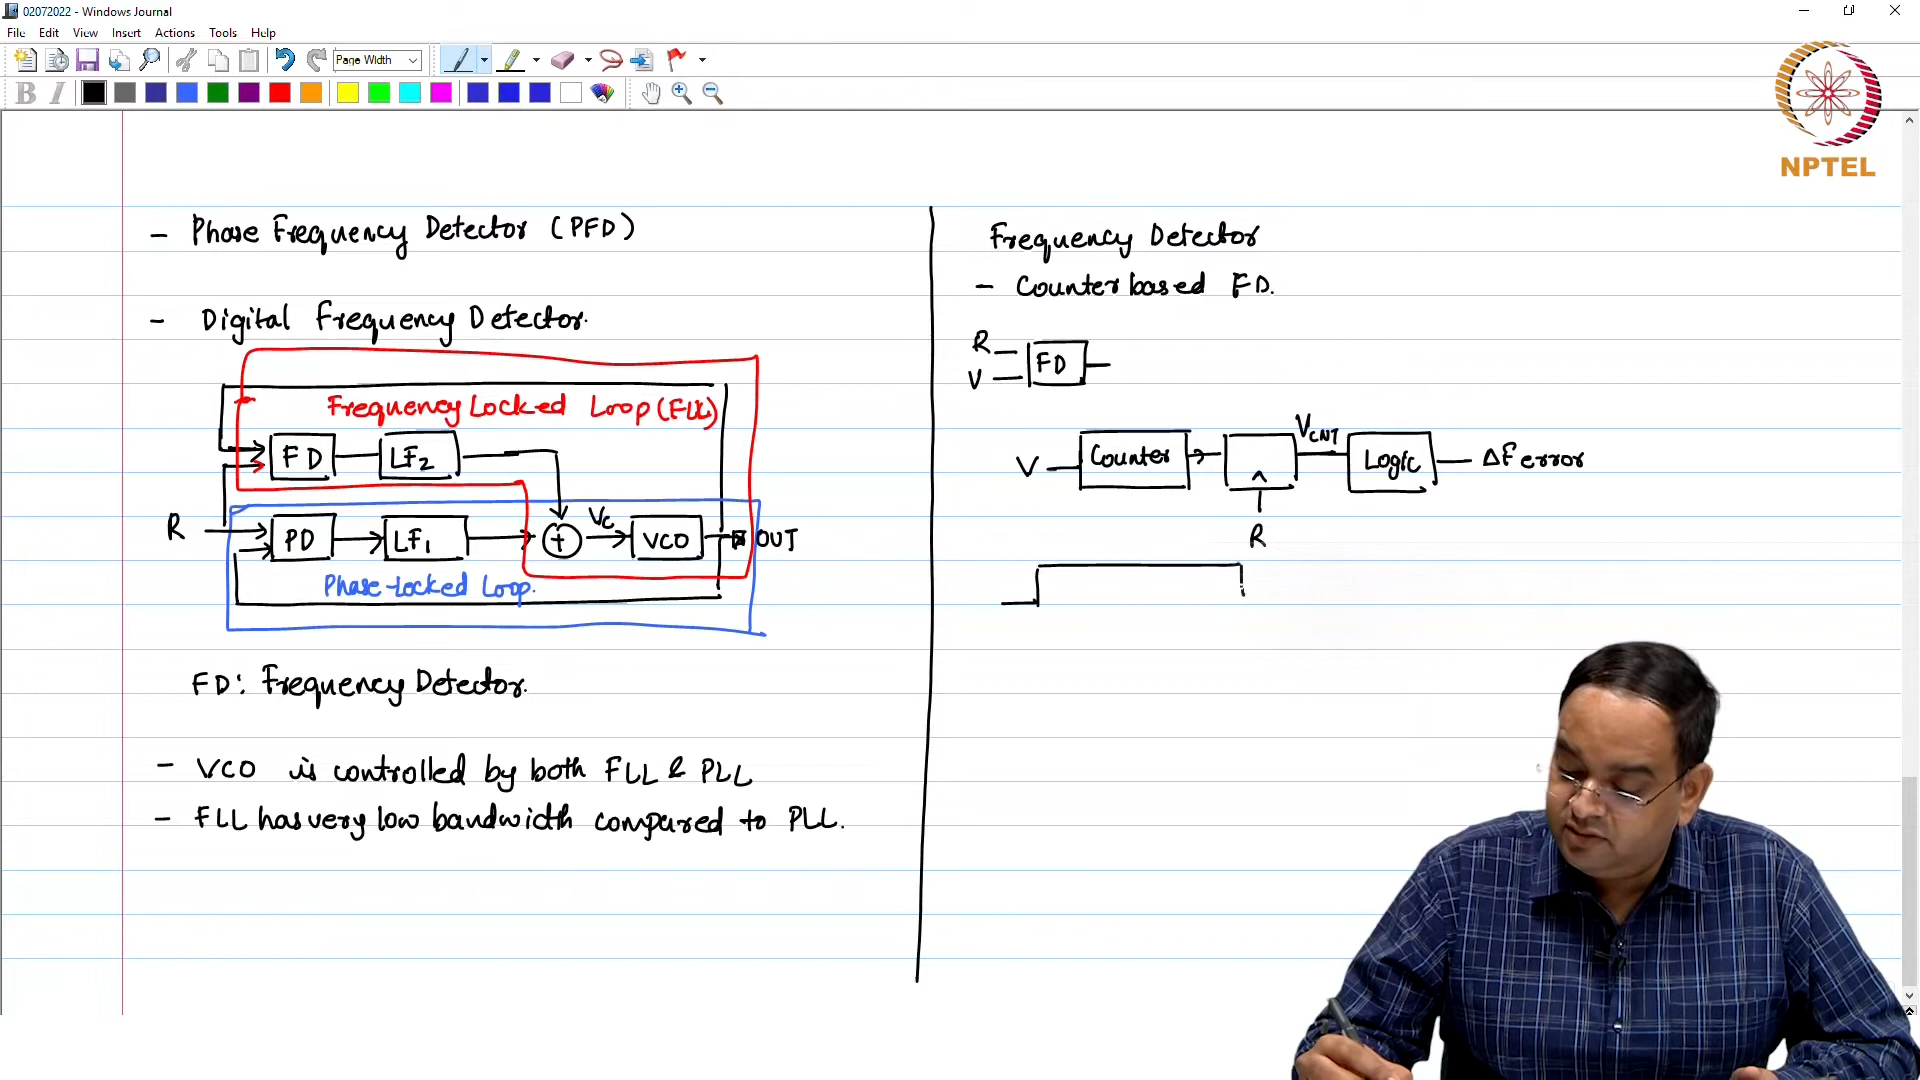 02072022 - Windows Journal
File Edit View Insert Actions Tools Help
Page Width
B I
NPTEL
- Phase Frequency Detector (PFD)
- Digital Frequency Detector.
Frequency Locked Loop (FLL)
FD LF2
R PD LF1 + Vc VCO OUT
Phase-locked Loop.
FD: Frequency Detector.
- VCO is controlled by both FLL & PLL
- FLL has very low bandwidth compared to PLL.
Frequency Detector
- Counter based FD.
R
V FD
V Counter VCNT Logic ΔF error
R